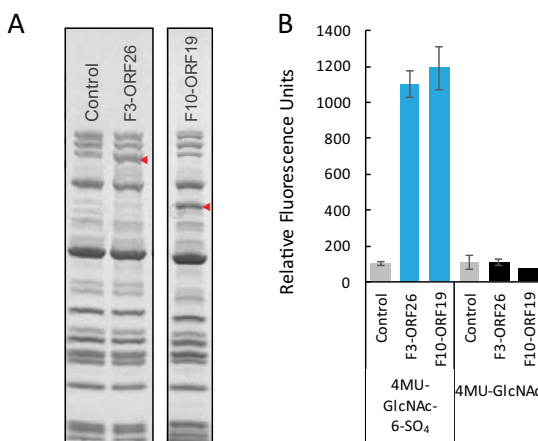 A
Control
F3-ORF26
F10-ORF19
B
Relative Fluorescence Units
1400
1200
1000
800
600
400
200
0
Control
F3-ORF26
F10-ORF19
Control
F3-ORF26
F10-ORF19
4MU-
GlcNAc-
6-SO₄
4MU-GlcNAc